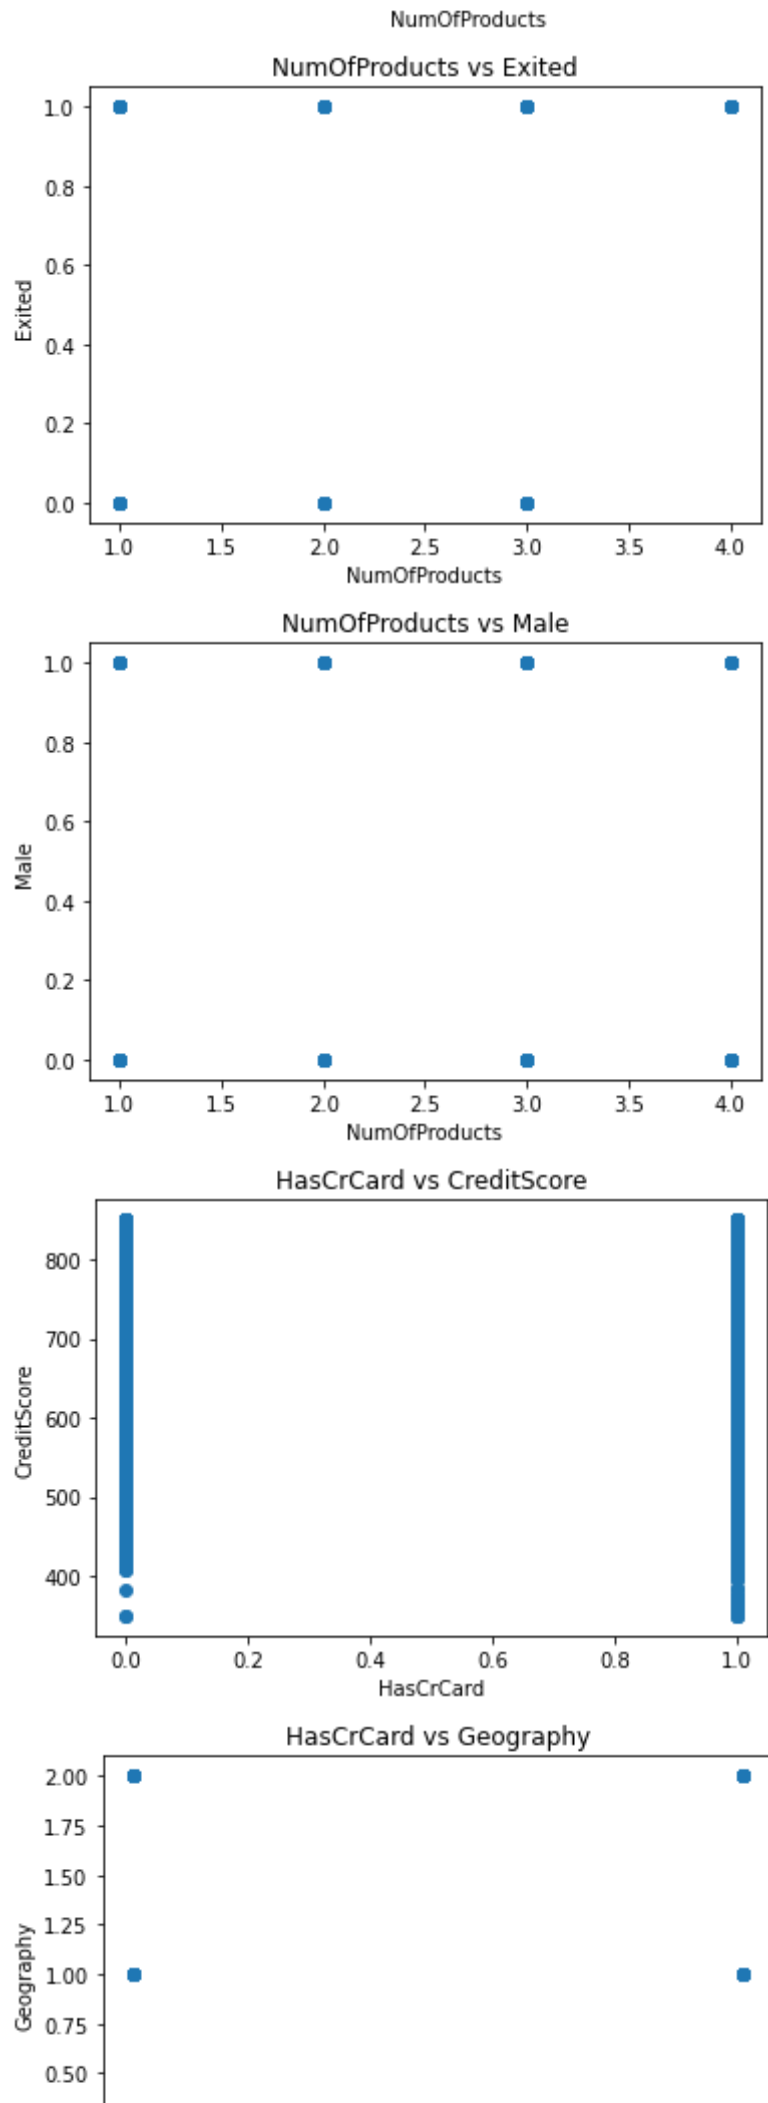 NumOfProducts
NumOfProducts vs Exited
1.0
0.8
0.6
0.4
0.2
0.0
Exited
1.0 1.5 2.0 2.5 3.0 3.5 4.0
NumOfProducts
NumOfProducts vs Male
1.0
0.8
0.6
0.4
0.2
0.0
Male
1.0 1.5 2.0 2.5 3.0 3.5 4.0
NumOfProducts
HasCrCard vs CreditScore
800
700
600
500
400
CreditScore
0.0 0.2 0.4 0.6 0.8 1.0
HasCrCard
HasCrCard vs Geography
2.00
1.75
1.50
1.25
1.00
0.75
0.50
Geography